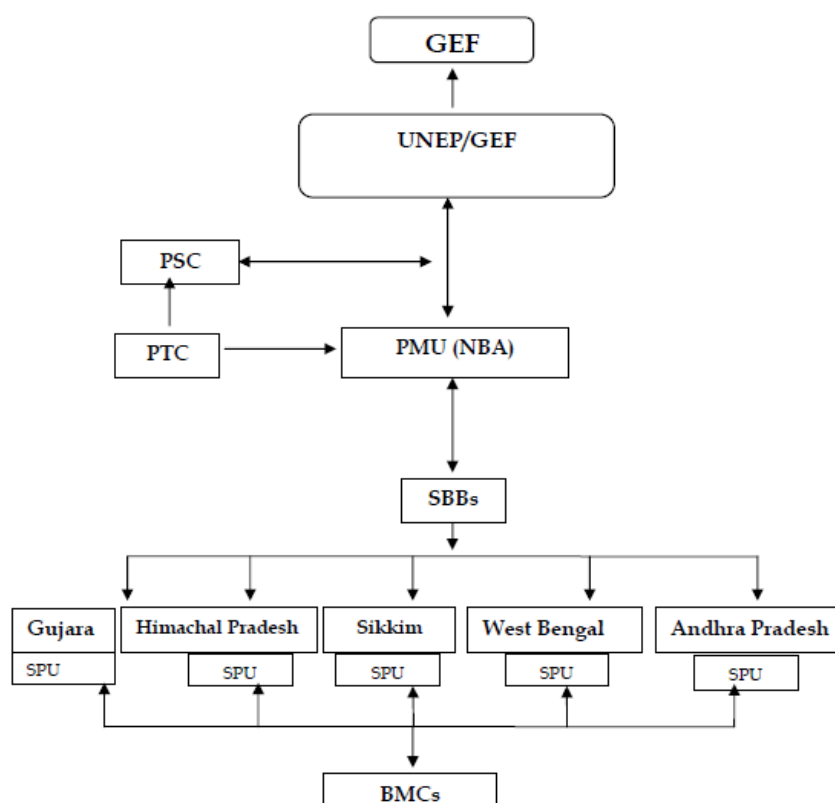 GEF
UNEP/GEF
PSC
PTC
PMU (NBA)
SBBs
Gujara
Himachal Pradesh
Sikkim
West Bengal
Andhra Pradesh
SPU
SPU
SPU
SPU
SPU
BMCs